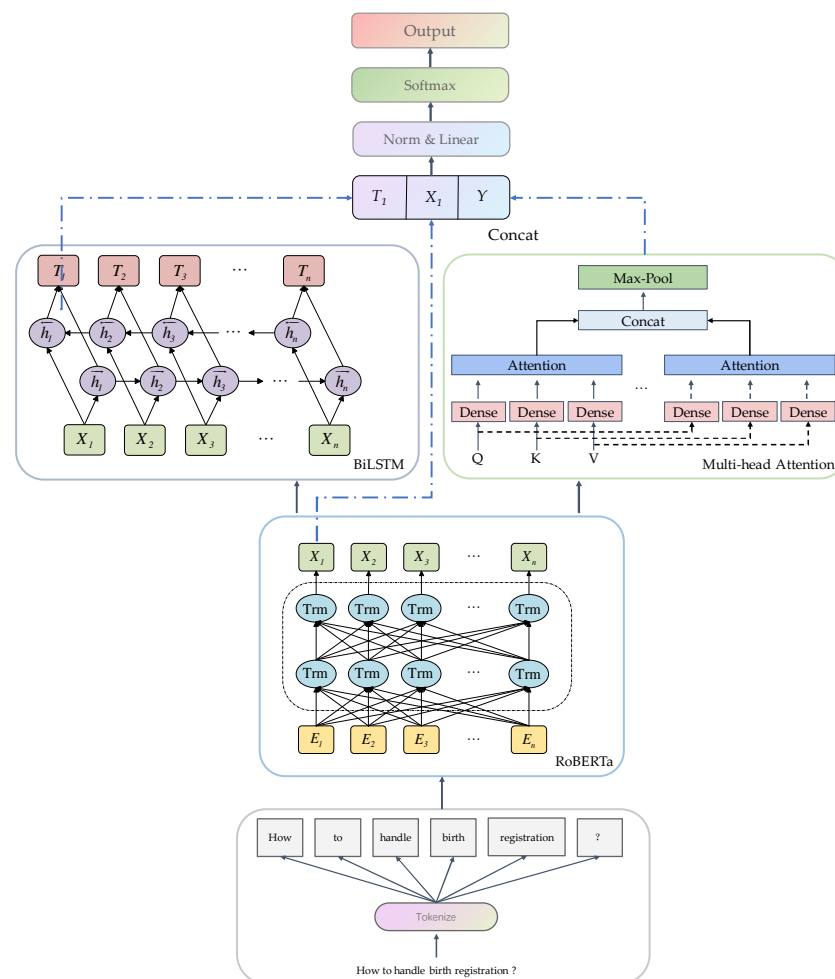 Output
Softmax
Norm & Linear
T1 X1 Y
Concat
T1 T2 T3 ... Tn
Max-Pool
Concat
h1 h2 h3 ... hn
Attention ... Attention
h1 h2 h3 ... hn
Dense Dense Dense Dense Dense Dense
X1 X2 X3 ... Xn
Q K V
BiLSTM
Multi-head Attention
X1 X2 X3 ... Xn
Trm Trm Trm ... Trm
Trm Trm Trm ... Trm
E1 E2 E3 ... En
RoBERTa
How to handle birth registration ?
Tokenize
How to handle birth registration ?